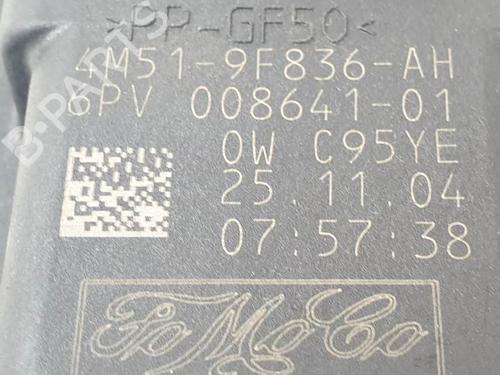 >PP-GF50<
4M51-9F836-AH
6PV 008641-01
0W C95YE
25.11.04
07:57:38
FoMoCo
B-PARTS